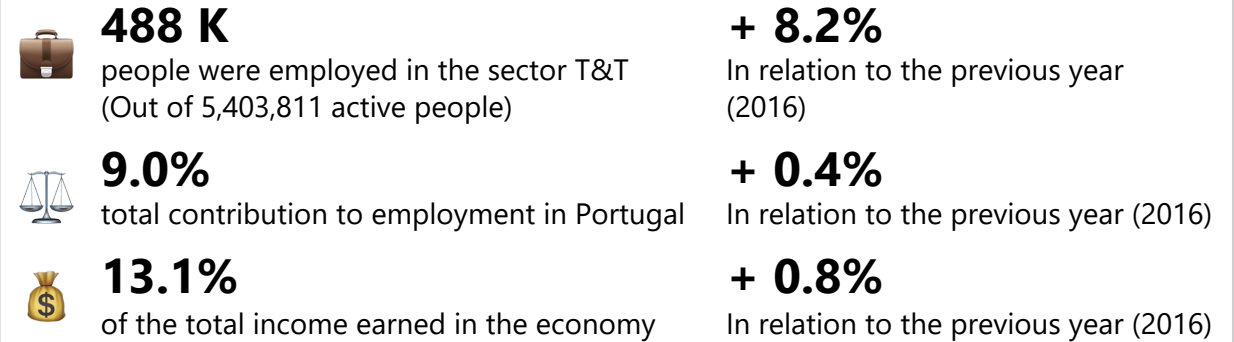 488 K
people were employed in the sector T&T
(Out of 5,403,811 active people)
+ 8.2%
In relation to the previous year
(2016)
9.0%
total contribution to employment in Portugal
+ 0.4%
In relation to the previous year (2016)
$
13.1%
of the total income earned in the economy
+ 0.8%
In relation to the previous year (2016)